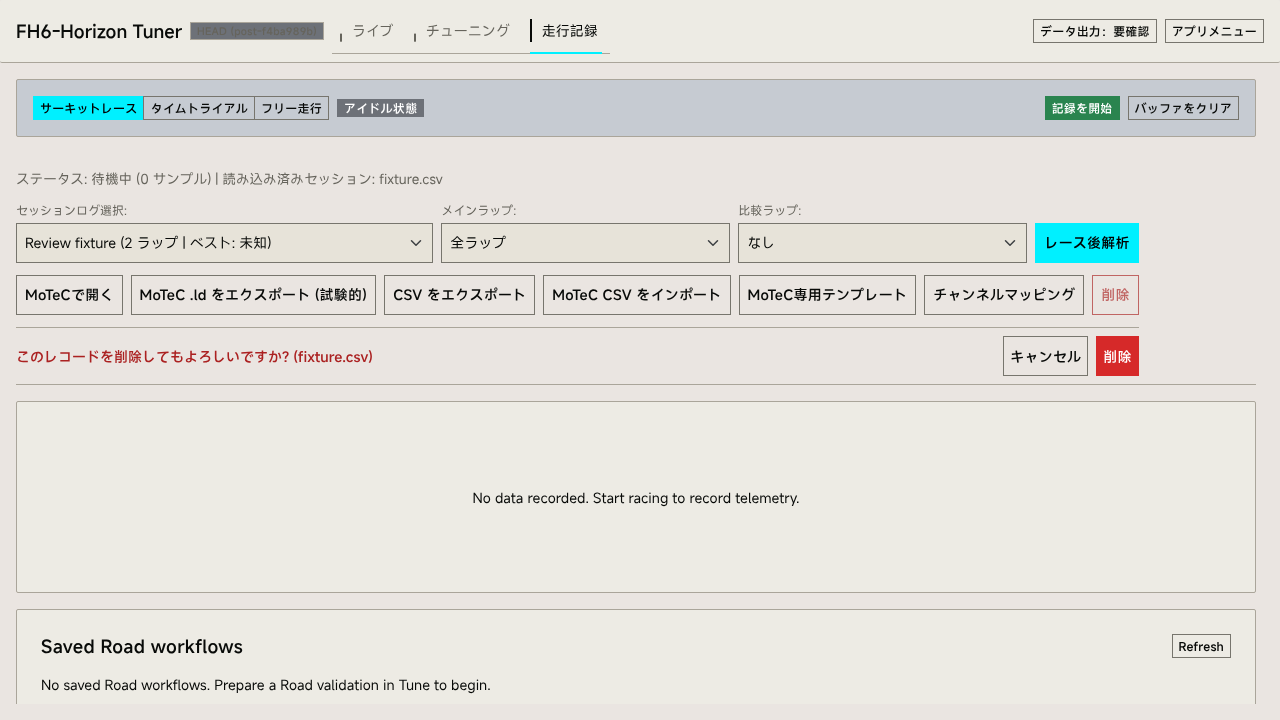 FH6-Horizon Tuner HEAD (post-f4ba989b) ライブ チューニング 走行記録 データ出力: 要確認 アプリメニュー
サーキットレース タイムトライアル フリー走行 アイドル状態 記録を開始 バッファをクリア
ステータス: 待機中 (0 サンプル) | 読み込み済みセッション: fixture.csv
セッションログ選択: メインラップ: 比較ラップ:
Review fixture (2 ラップ | ベスト: 未知) 全ラップ なし レース後解析
MoTeCで開く MoTeC .ld をエクスポート (試験的) CSV をエクスポート MoTeC CSV をインポート MoTeC専用テンプレート チャンネルマッピング 削除
このレコードを削除してもよろしいですか? (fixture.csv) キャンセル 削除
No data recorded. Start racing to record telemetry.
Saved Road workflows Refresh
No saved Road workflows. Prepare a Road validation in Tune to begin.